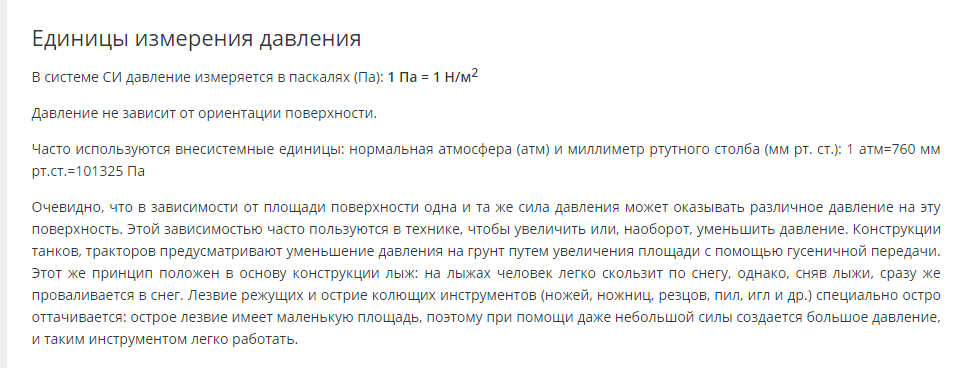 Единицы измерения давления
В системе СИ давление измеряется в паскалях (Па): 1 Па = 1 Н/м²
Давление не зависит от ориентации поверхности.
Часто используются внесистемные единицы: нормальная атмосфера (атм) и миллиметр ртутного столба (мм рт. ст.): 1 атм=760 мм
рт.ст.=101325 Па
Очевидно, что в зависимости от площади поверхности одна и та же сила давления может оказывать различное давление на эту
поверхность. Этой зависимостью часто пользуются в технике, чтобы увеличить или, наоборот, уменьшить давление. Конструкции
танков, тракторов предусматривают уменьшение давления на грунт путем увеличения площади с помощью гусеничной передачи.
Этот же принцип положен в основу конструкции лыж: на лыжах человек легко скользит по снегу, однако, сняв лыжи, сразу же
проваливается в снег. Лезвие режущих и острие колющих инструментов (ножей, ножниц, резцов, пил, игл и др.) специально остро
оттачивается: острое лезвие имеет маленькую площадь, поэтому при помощи даже небольшой силы создается большое давление,
и таким инструментом легко работать.